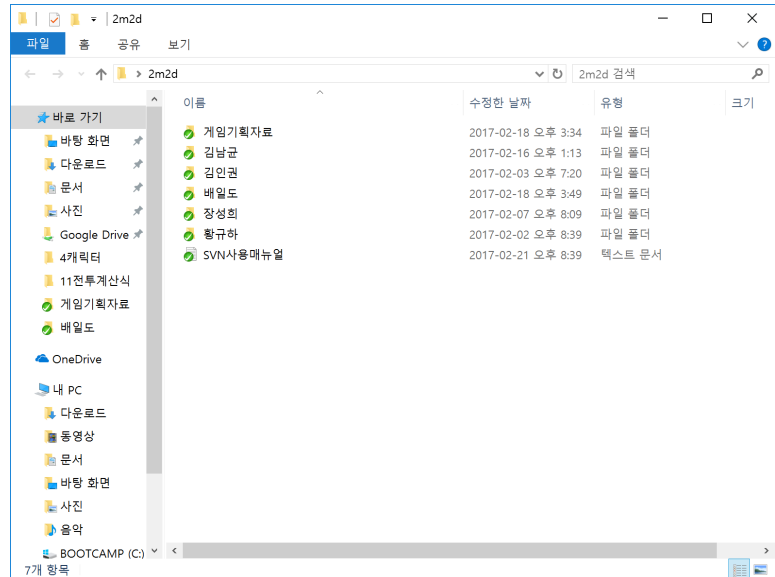 2m2d
파일 홈 공유 보기
2m2d 2m2d 검색
이름 수정한 날짜 유형 크기
게임기획자료 2017-02-18 오후 3:34 파일 폴더
김남균 2017-02-16 오후 1:13 파일 폴더
김인권 2017-02-03 오후 7:20 파일 폴더
배일도 2017-02-18 오후 3:49 파일 폴더
장성희 2017-02-07 오후 8:09 파일 폴더
황규하 2017-02-02 오후 8:39 파일 폴더
SVN사용매뉴얼 2017-02-21 오후 8:39 텍스트 문서
바로 가기
바탕 화면
다운로드
문서
사진
Google Drive
4캐릭터
11전투계산식
게임기획자료
배일도
OneDrive
내 PC
다운로드
동영상
문서
바탕 화면
사진
음악
BOOTCAMP (C:)
7개 항목